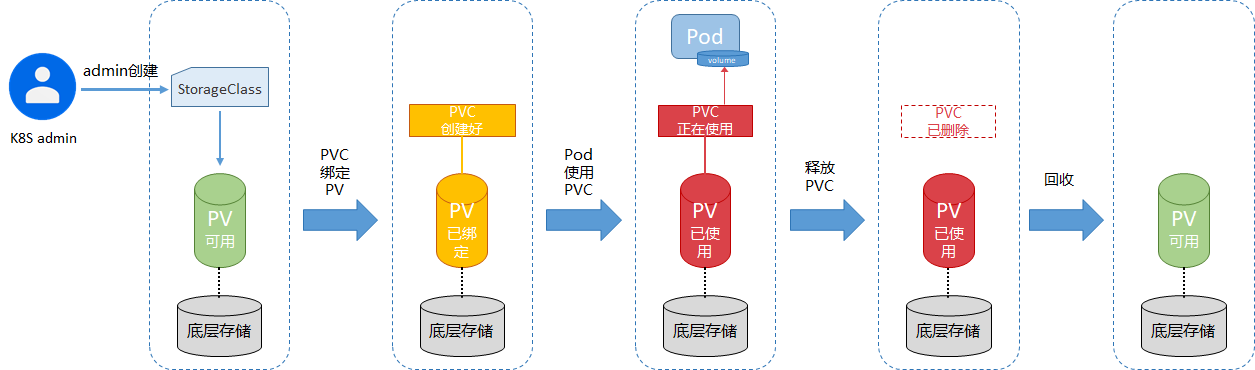 admin创建
K8S admin
StorageClass
PV
可用
底层存储
PVC
绑定
PV
PVC
创建好
PV
已绑
定
底层存储
Pod
使用
PVC
Pod
volume
PVC
正在使用
PV
已使
用
底层存储
释放
PVC
PVC
已删除
PV
已使
用
底层存储
回收
PV
可用
底层存储